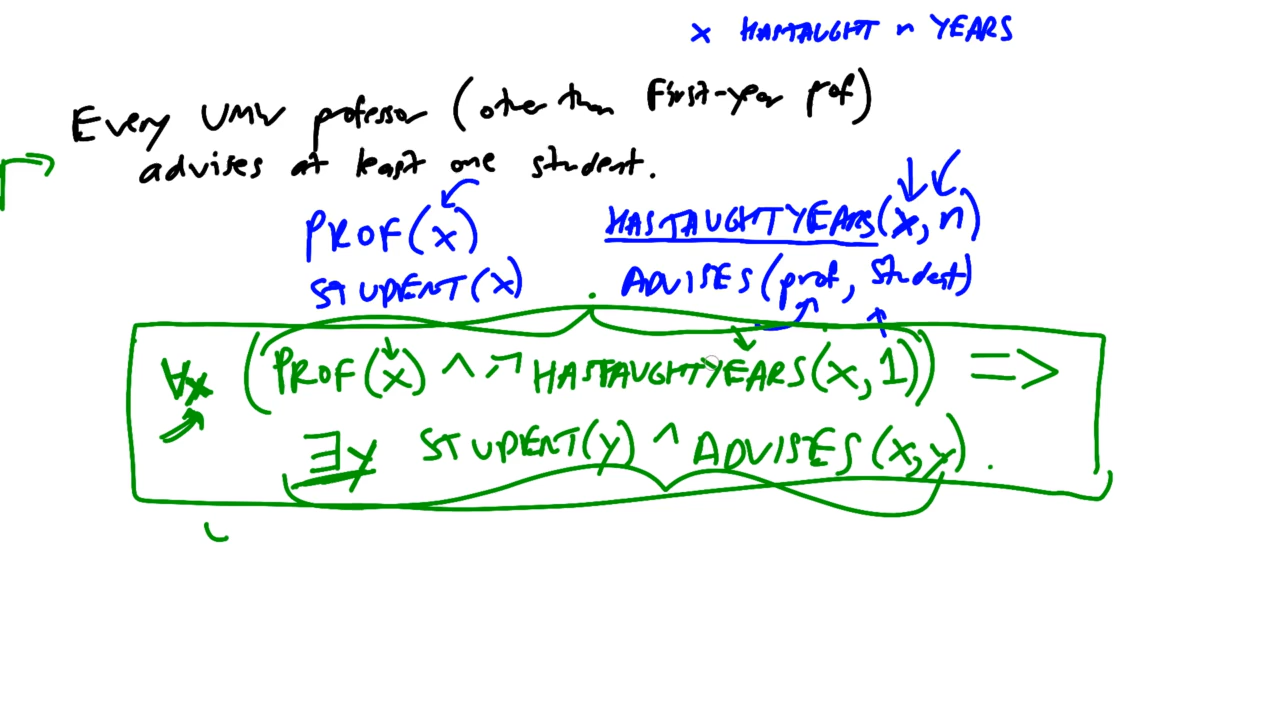 x HASTAUGHT n YEARS
Every UMW professor (other than first-year prof)
advises at least one student.
PROF(x) HASTAUGHTYEARS(x, n)
STUDENT(x) ADVISES(prof, student)
∀x (PROF(x) ∧ ¬HASTAUGHTYEARS(x, 1)) =>
∃y STUDENT(y) ∧ ADVISES(x,y).